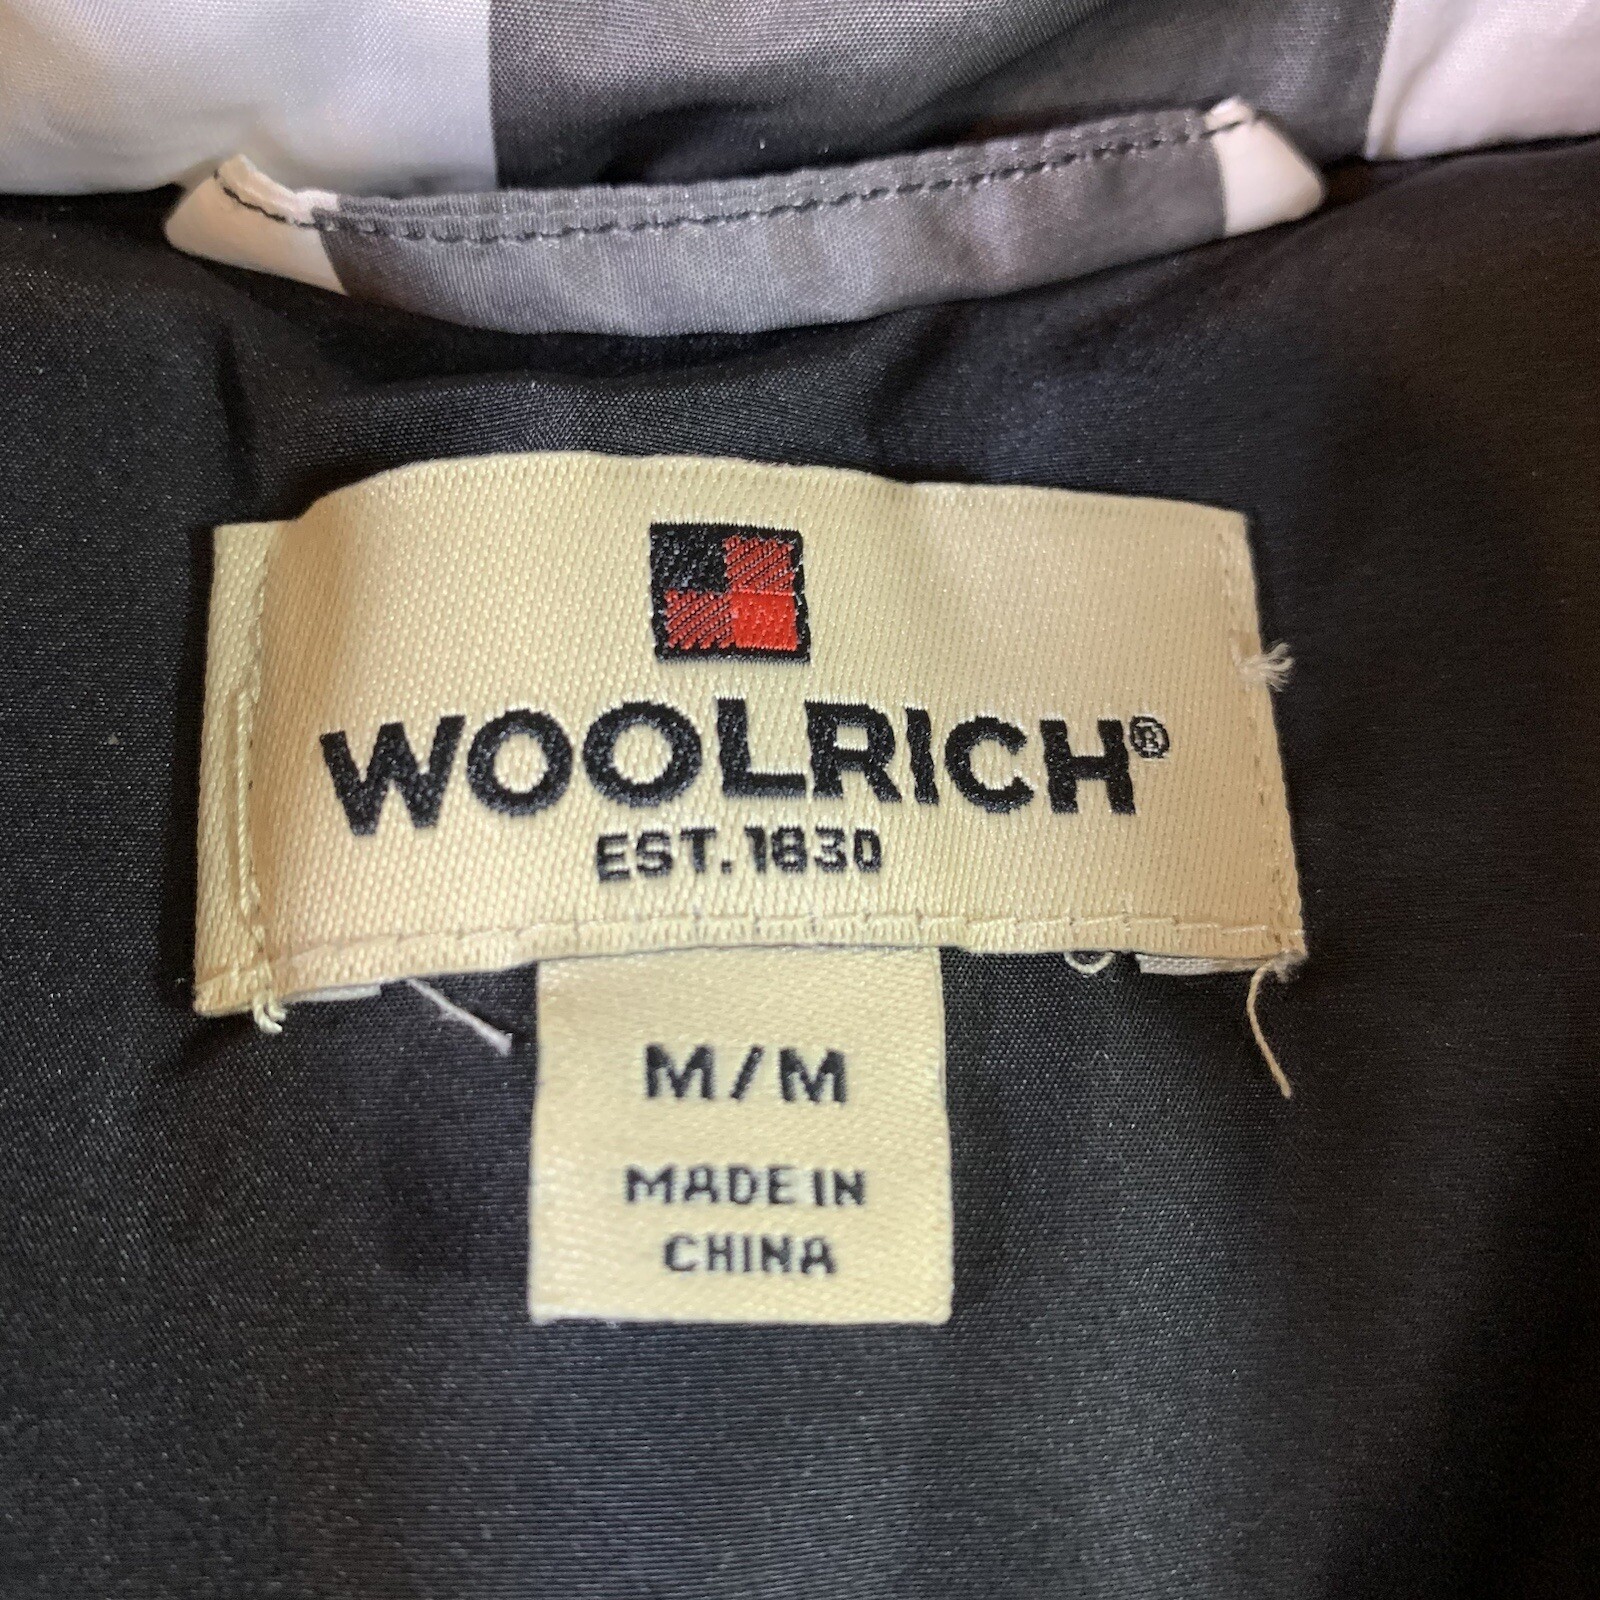 WOOLRICH®
EST. 1830
M/M
MADE IN
CHINA